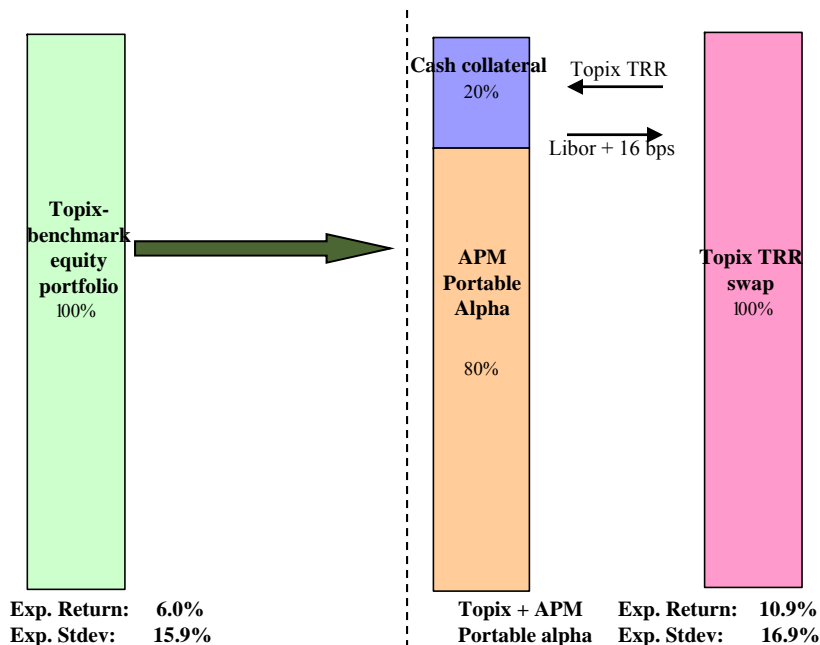 Topix-
benchmark
equity
portfolio
100%
Exp. Return: 6.0%
Exp. Stdev: 15.9%
Cash collateral
20%
APM
Portable
Alpha
80%
Topix TRR
Libor + 16 bps
Topix TRR
swap
100%
Topix + APM Exp. Return: 10.9%
Portable alpha Exp. Stdev: 16.9%